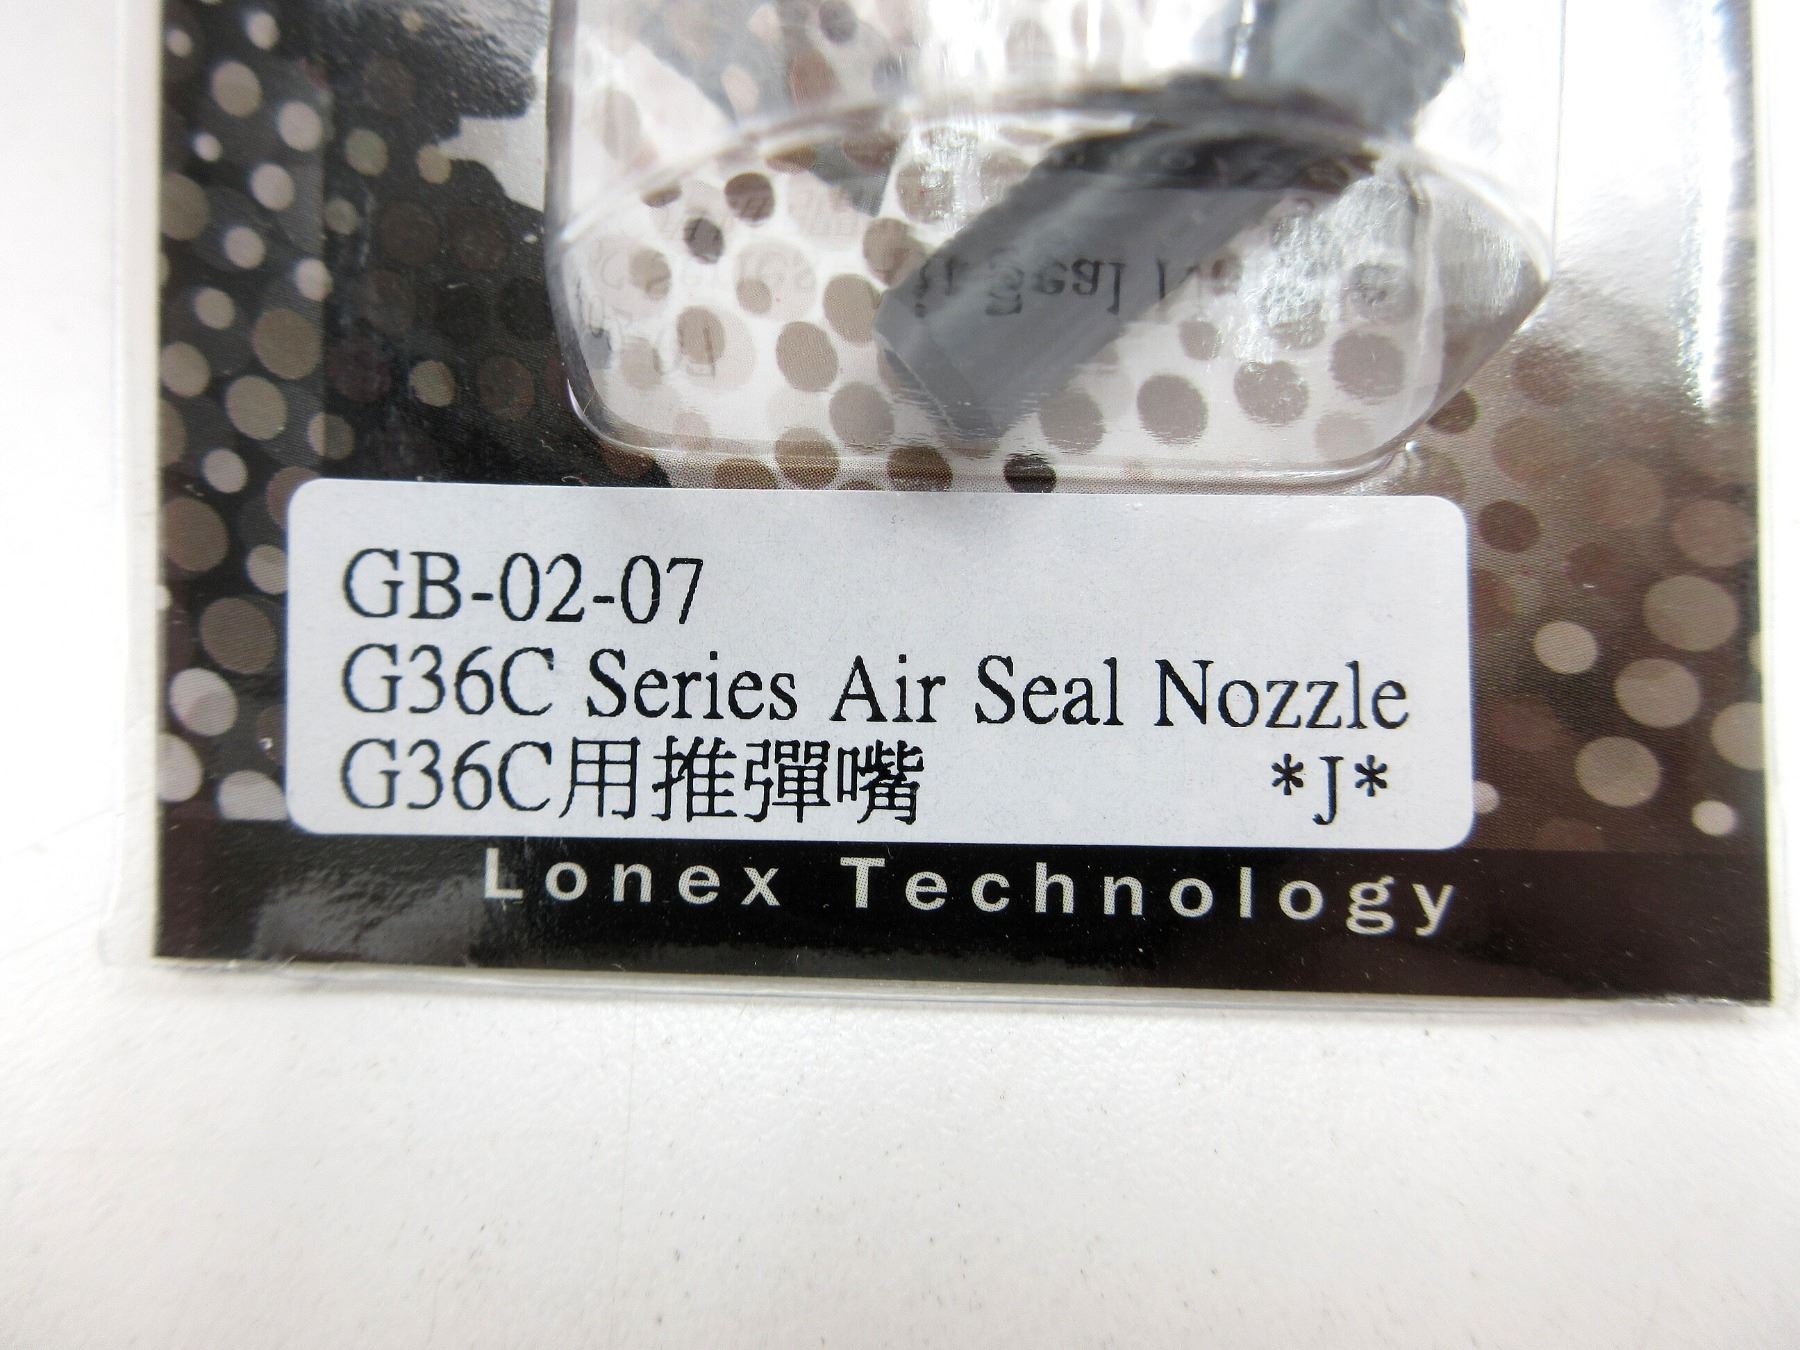 GB-02-07
G36C Series Air Seal Nozzle
G36C用推彈嘴 *J*
Lonex Technology